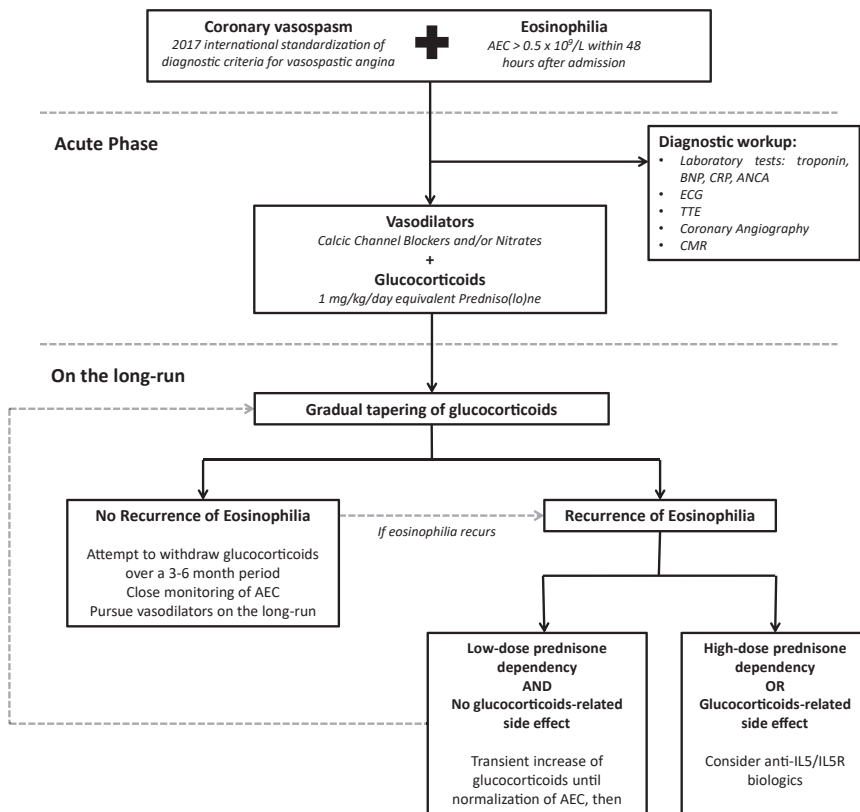 Coronary vasospasm
2017 international standardization of
diagnostic criteria for vasospastic angina
Eosinophilia
AEC > 0.5 x 10⁹/L within 48
hours after admission
Acute Phase
Diagnostic workup:
• Laboratory tests: troponin,
BNP, CRP, ANCA
• ECG
• TTE
• Coronary Angiography
• CMR
Vasodilators
Calcic Channel Blockers and/or Nitrates
+
Glucocorticoids
1 mg/kg/day equivalent Predniso(lo)ne
On the long-run
Gradual tapering of glucocorticoids
No Recurrence of Eosinophilia
Attempt to withdraw glucocorticoids
over a 3-6 month period
Close monitoring of AEC
Pursue vasodilators on the long-run
If eosinophilia recurs
Recurrence of Eosinophilia
Low-dose prednisone
dependency
AND
No glucocorticoids-related
side effect
Transient increase of
glucocorticoids until
normalization of AEC, then
High-dose prednisone
dependency
OR
Glucocorticoids-related
side effect
Consider anti-IL5/IL5R
biologics